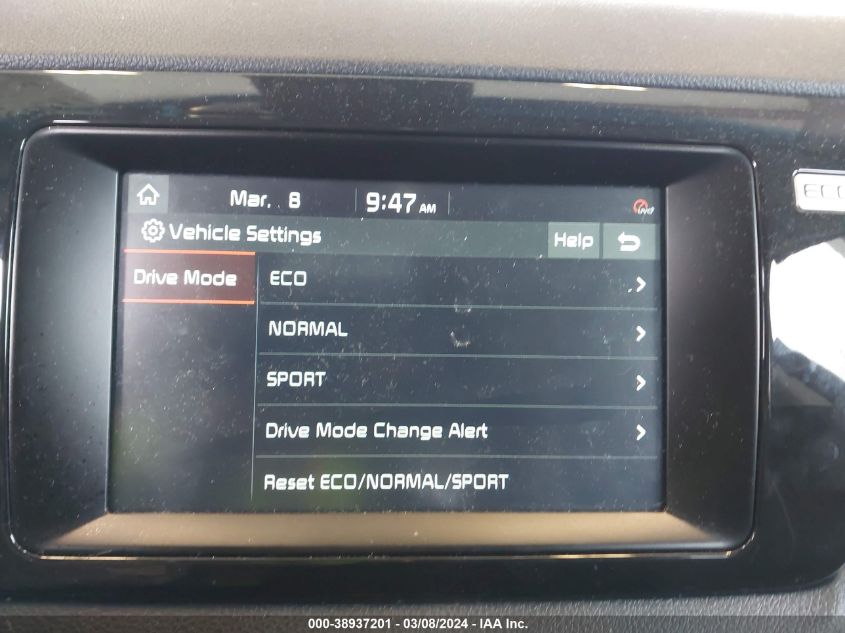 Mar. 8 9:47 AM
Vehicle Settings Help
Drive Mode ECO
NORMAL
SPORT
Drive Mode Change Alert
Reset ECO/NORMAL/SPORT
000-38937201 - 03/08/2024 - IAA Inc.